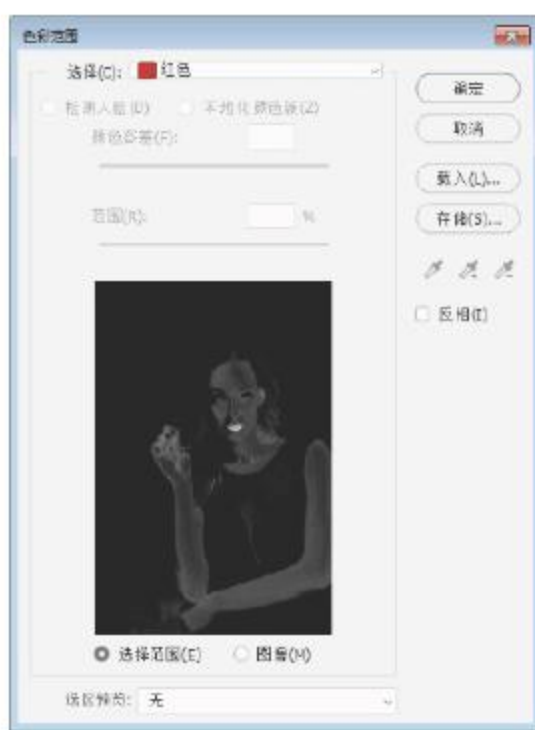 色彩范围
选择(C): 红色
检测人脸(D) 本地化颜色簇(Z)
颜色容差(F):
范围(R): %
选择范围(E) 图像(M)
选区预览: 无
确定
取消
载入(L)...
存储(S)...
反相(I)